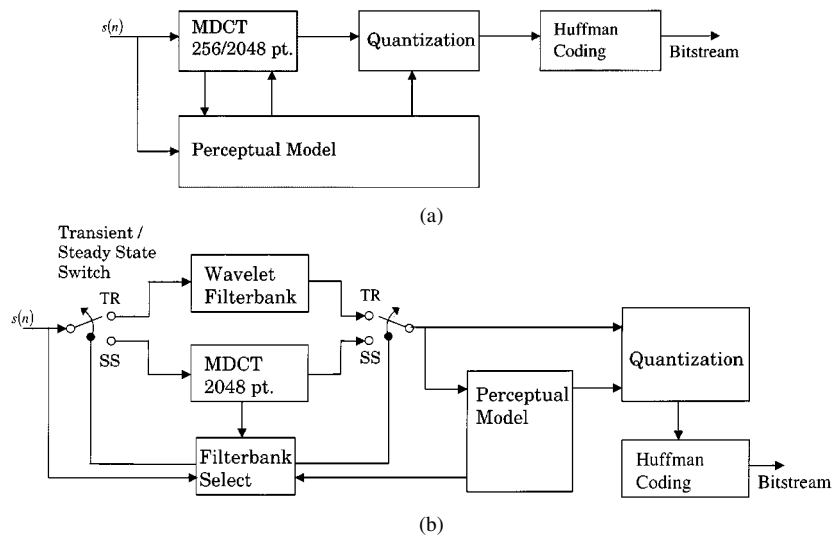 s(n)
MDCT
256/2048 pt.
Quantization
Huffman
Coding
Bitstream
Perceptual Model
(a)
Transient /
Steady State
Switch
TR
Wavelet
Filterbank
TR
s(n)
SS
MDCT
2048 pt.
SS
Quantization
Perceptual
Model
Filterbank
Select
Huffman
Coding
Bitstream
(b)